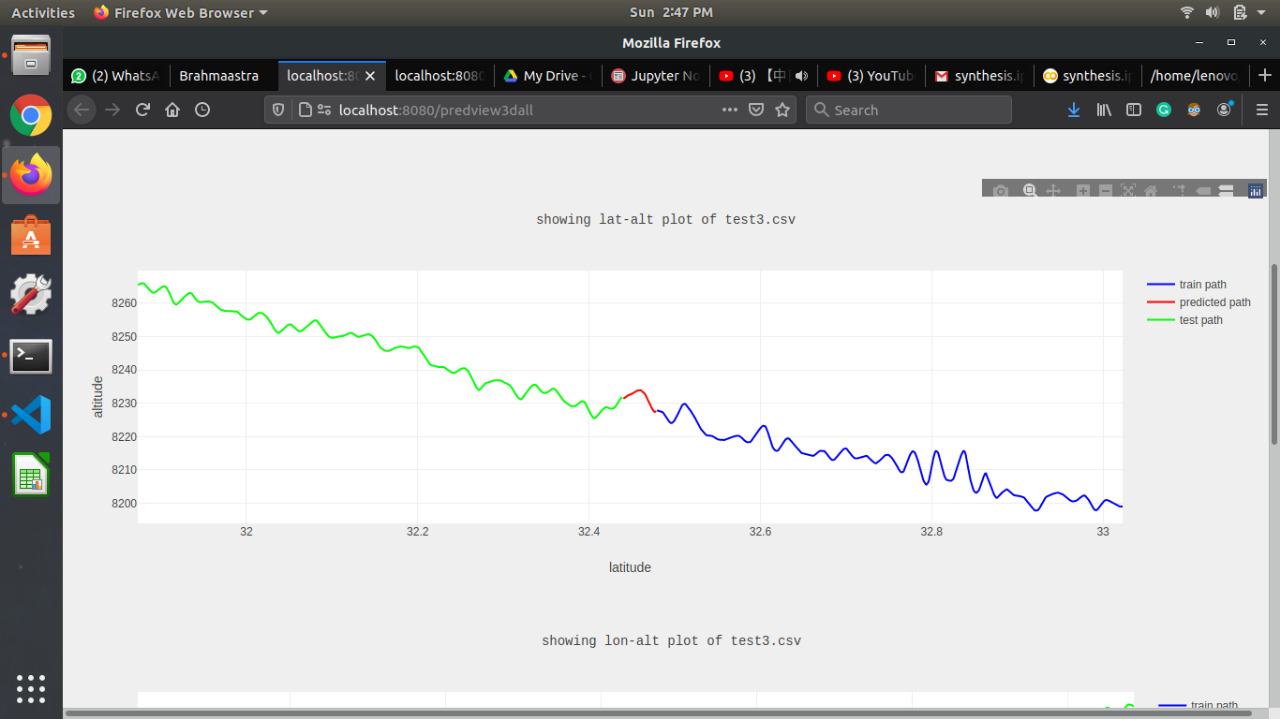 Activities Firefox Web Browser Sun 2:47 PM
Mozilla Firefox
(2) WhatsA Brahmaastra localhost:80 localhost:8080 My Drive - Jupyter No (3) 【中 (3) YouTub synthesis.i synthesis.i /home/lenovo
localhost:8080/predview3dall Search
showing lat-alt plot of test3.csv
train path
predicted path
test path
8260
8250
8240
8230
8220
8210
8200
altitude
32 32.2 32.4 32.6 32.8 33
latitude
showing lon-alt plot of test3.csv
train path